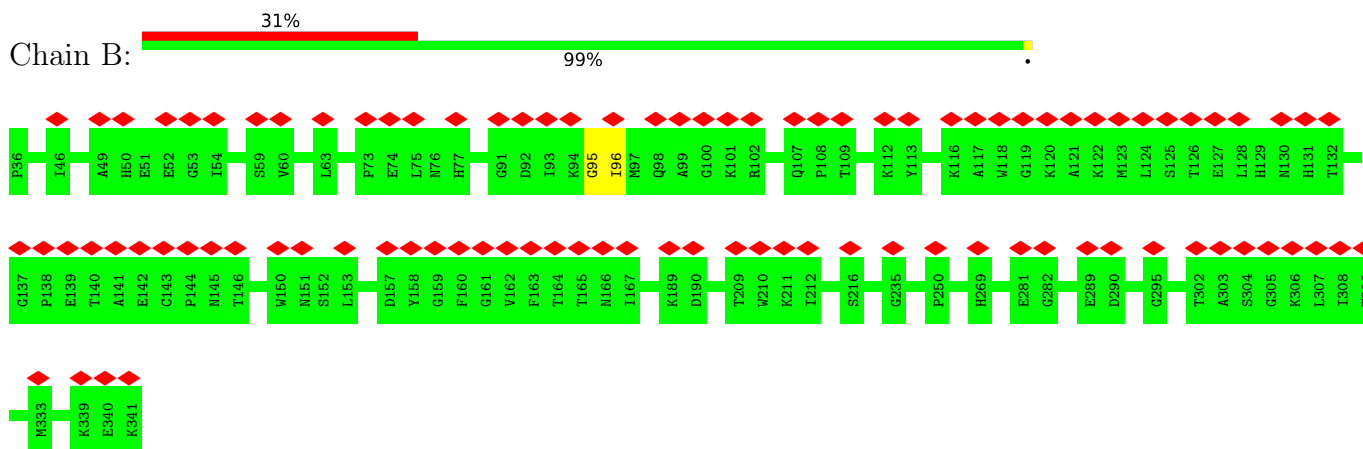 31%
Chain B:
99%
•
P36 I46 A49 H50 E51 E52 G53 I54 S59 V60 L63 P73 E74 L75 N76 H77 G91 D92 I93 K94 G95 I96 M97 Q98 A99 G100 K101 R102 Q107 P108 T109 K112 Y113 K116 A117 W118 G119 K120 A121 K122 M123 L124 S125 T126 E127 L128 H129 N130 H131 T132
G137 P138 E139 T140 A141 E142 C143 P144 N145 T146 W150 N151 S152 L153 D157 Y158 G159 F160 G161 V162 F163 T164 T165 N166 I167 K189 D190 T209 W210 K211 I212 S216 G235 P250 H269 E281 G282 E289 D290 G295 T302 A303 S304 G305 K306 L307 I308
M333 K339 E340 K341